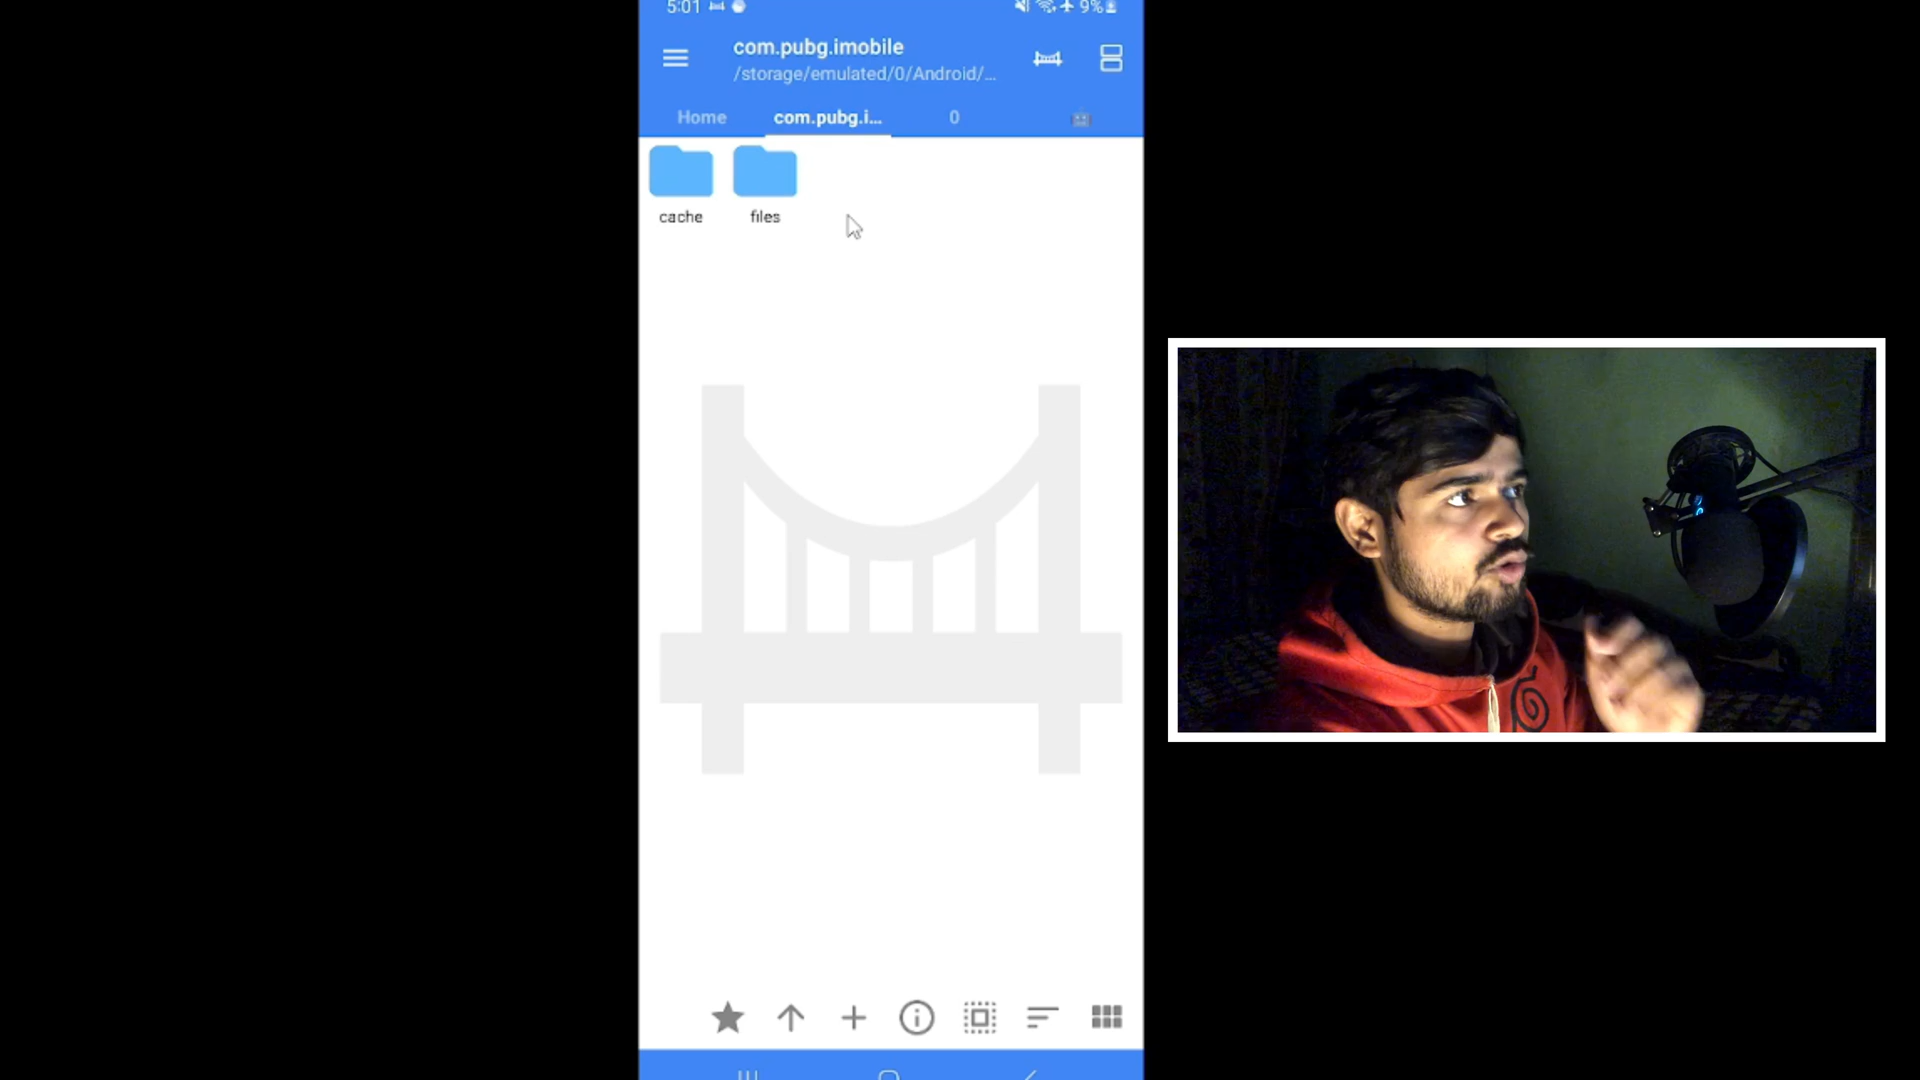 5:01
9%
com.pubg.imobile
/storage/emulated/0/Android/...
Home
com.pubg.i...
0
cache
files